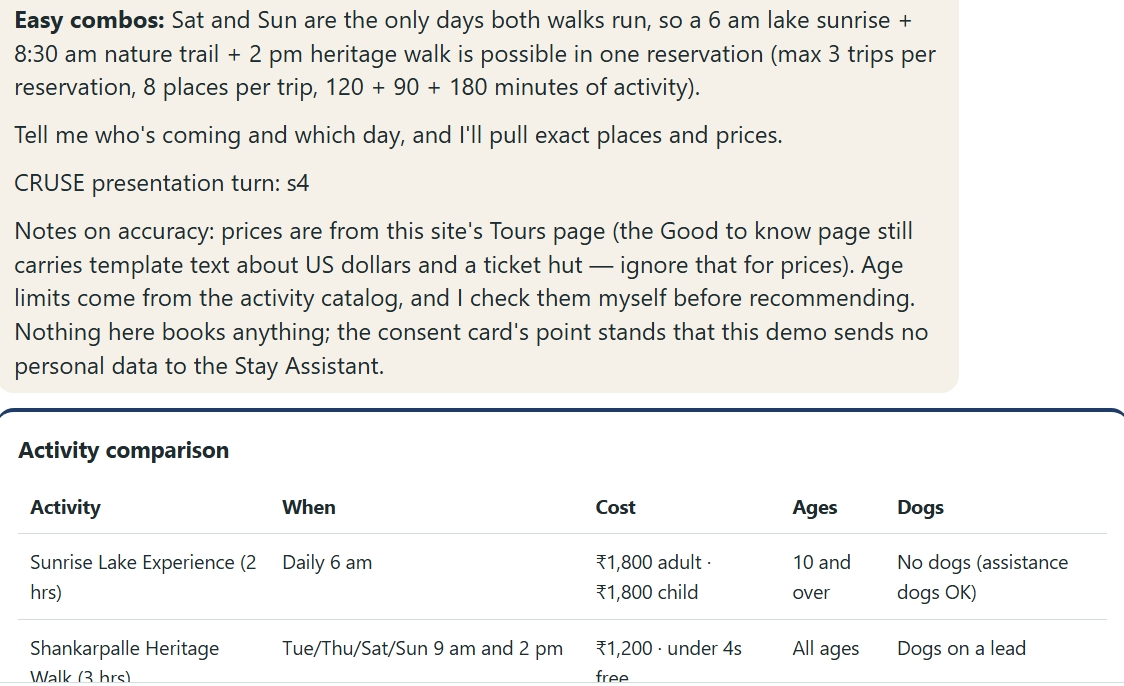 Easy combos: Sat and Sun are the only days both walks run, so a 6 am lake sunrise +
8:30 am nature trail + 2 pm heritage walk is possible in one reservation (max 3 trips per
reservation, 8 places per trip, 120 + 90 + 180 minutes of activity).
Tell me who's coming and which day, and I'll pull exact places and prices.
CRUSE presentation turn: s4
Notes on accuracy: prices are from this site's Tours page (the Good to know page still
carries template text about US dollars and a ticket hut — ignore that for prices). Age
limits come from the activity catalog, and I check them myself before recommending.
Nothing here books anything; the consent card's point stands that this demo sends no
personal data to the Stay Assistant.
Activity comparison
Activity When Cost Ages Dogs
Sunrise Lake Experience (2 Daily 6 am ₹1,800 adult · 10 and No dogs (assistance
hrs) ₹1,800 child over dogs OK)
Shankarpalle Heritage Tue/Thu/Sat/Sun 9 am and 2 pm ₹1,200 · under 4s All ages Dogs on a lead
Walk (3 hrs) free